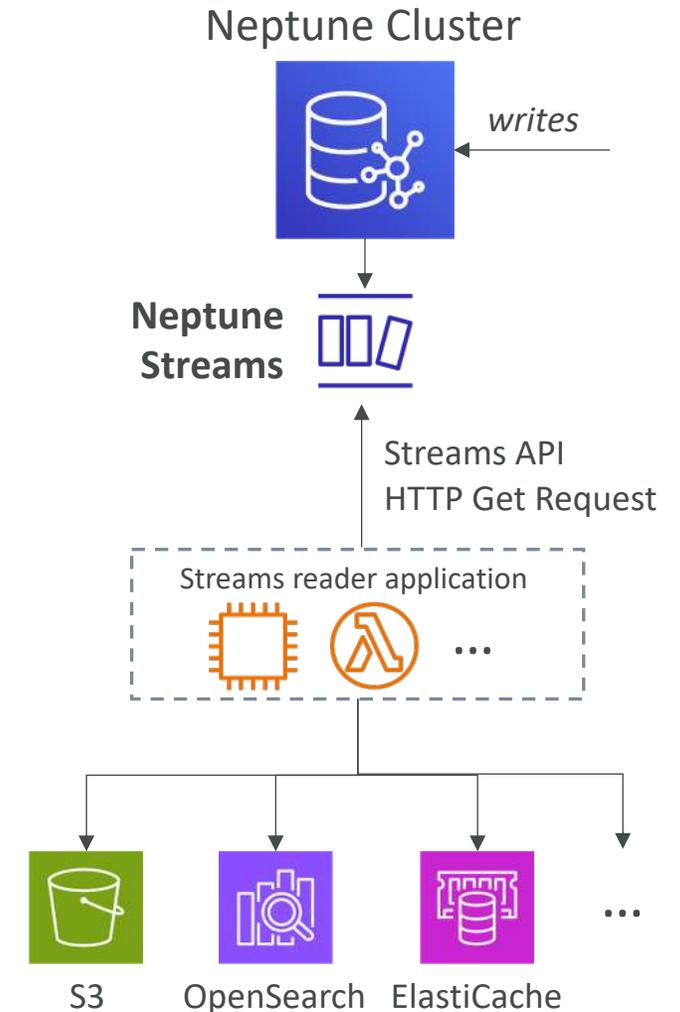 Neptune Cluster
writes
Neptune
Streams
Streams API
HTTP Get Request
Streams reader application
...
...
S3
OpenSearch
ElastiCache